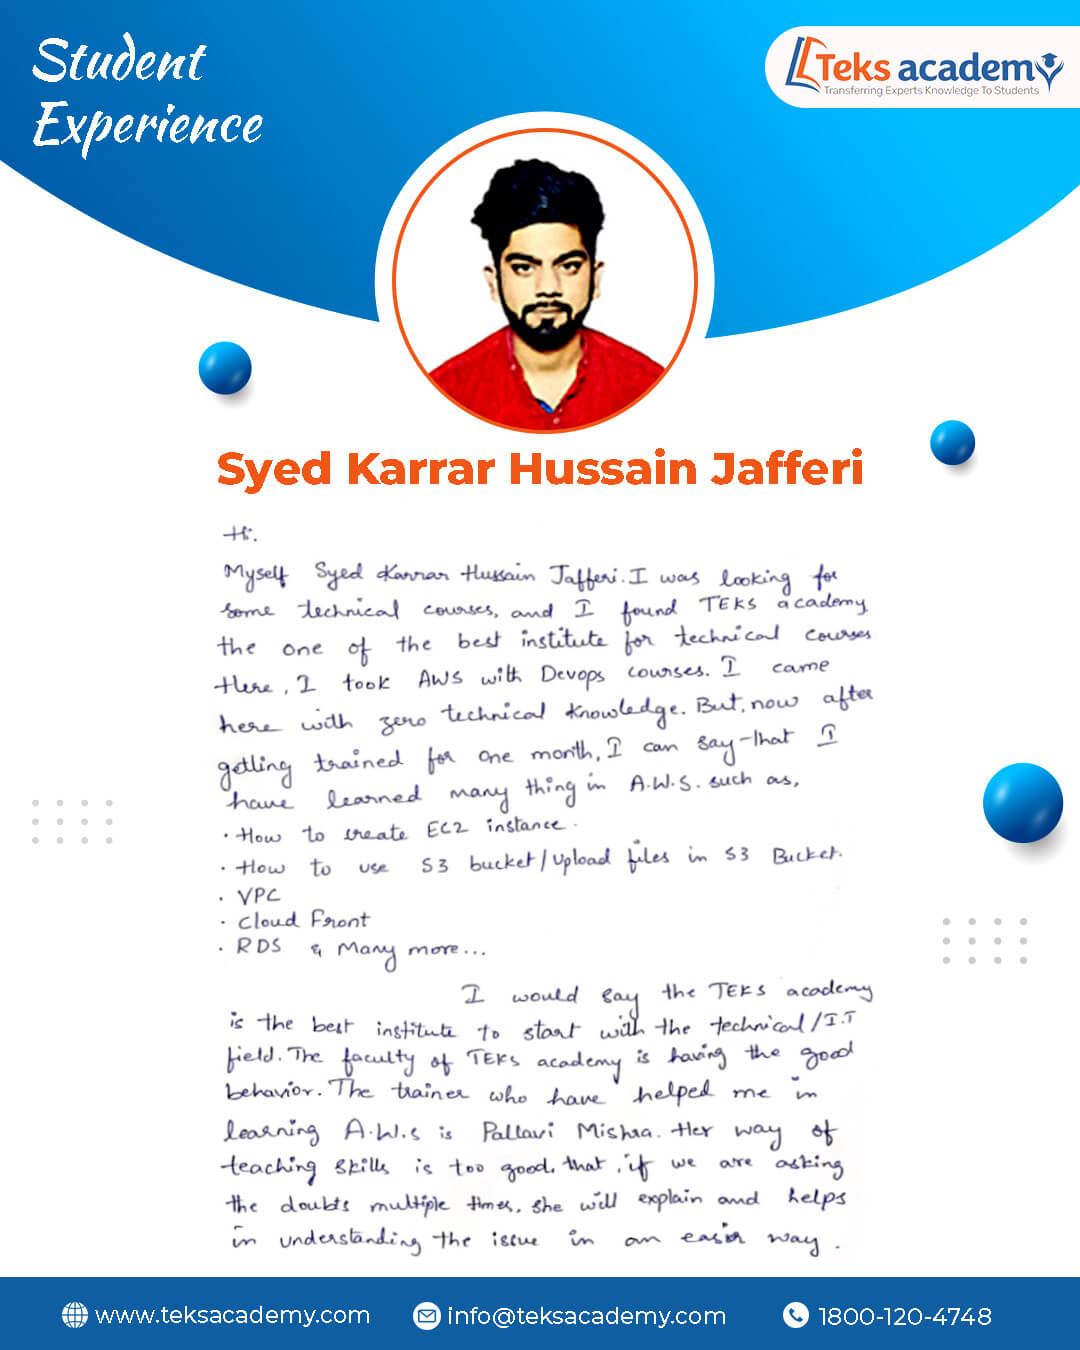 Student
Experience
Teks academy
Transferring Experts Knowledge To Students
Syed Karrar Hussain Jafferi
Hi.
Myself Syed Karrar Hussain Jafferi. I was looking for
some technical courses, and I found TEKS academy
the one of the best institute for technical courses
Here, I took AWS with Devops courses. I came
here with zero technical knowledge. But, now after
getting trained for one month, I can say that I
have learned many thing in A.W.S. such as,
• How to create EC2 instance.
• How to use S3 bucket/Upload files in S3 Bucket.
• VPC
• Cloud Front
• RDS & Many more...
I would say the TEKS academy
is the best institute to start with the technical/I.T
field. The faculty of TEKS academy is having the good
behavior. The trainer who have helped me in
learning A.W.S is Pallavi Mishra. Her way of
teaching skills is too good. that, if we are asking
the doubts multiple times, she will explain and helps
in understanding the issue in an easier way.
www.teksacademy.com
info@teksacademy.com
1800-120-4748